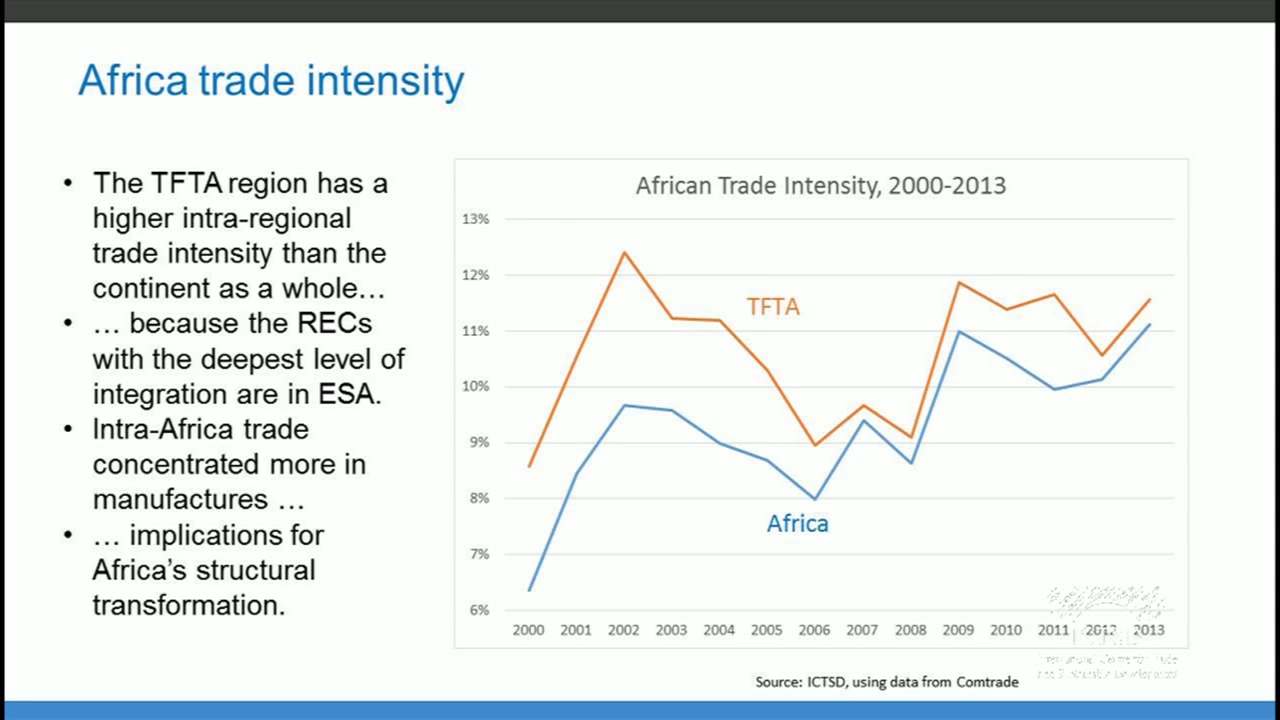 Africa trade intensity
• The TFTA region has a
higher intra-regional
trade intensity than the
continent as a whole…
• … because the RECs
with the deepest level of
integration are in ESA.
• Intra-Africa trade
concentrated more in
manufactures …
• … implications for
Africa's structural
transformation.
African Trade Intensity, 2000-2013
13%
12%
11%
10%
9%
8%
7%
6%
TFTA
Africa
2000 2001 2002 2003 2004 2005 2006 2007 2008 2009 2010 2011 2012 2013
Source: ICTSD, using data from Comtrade